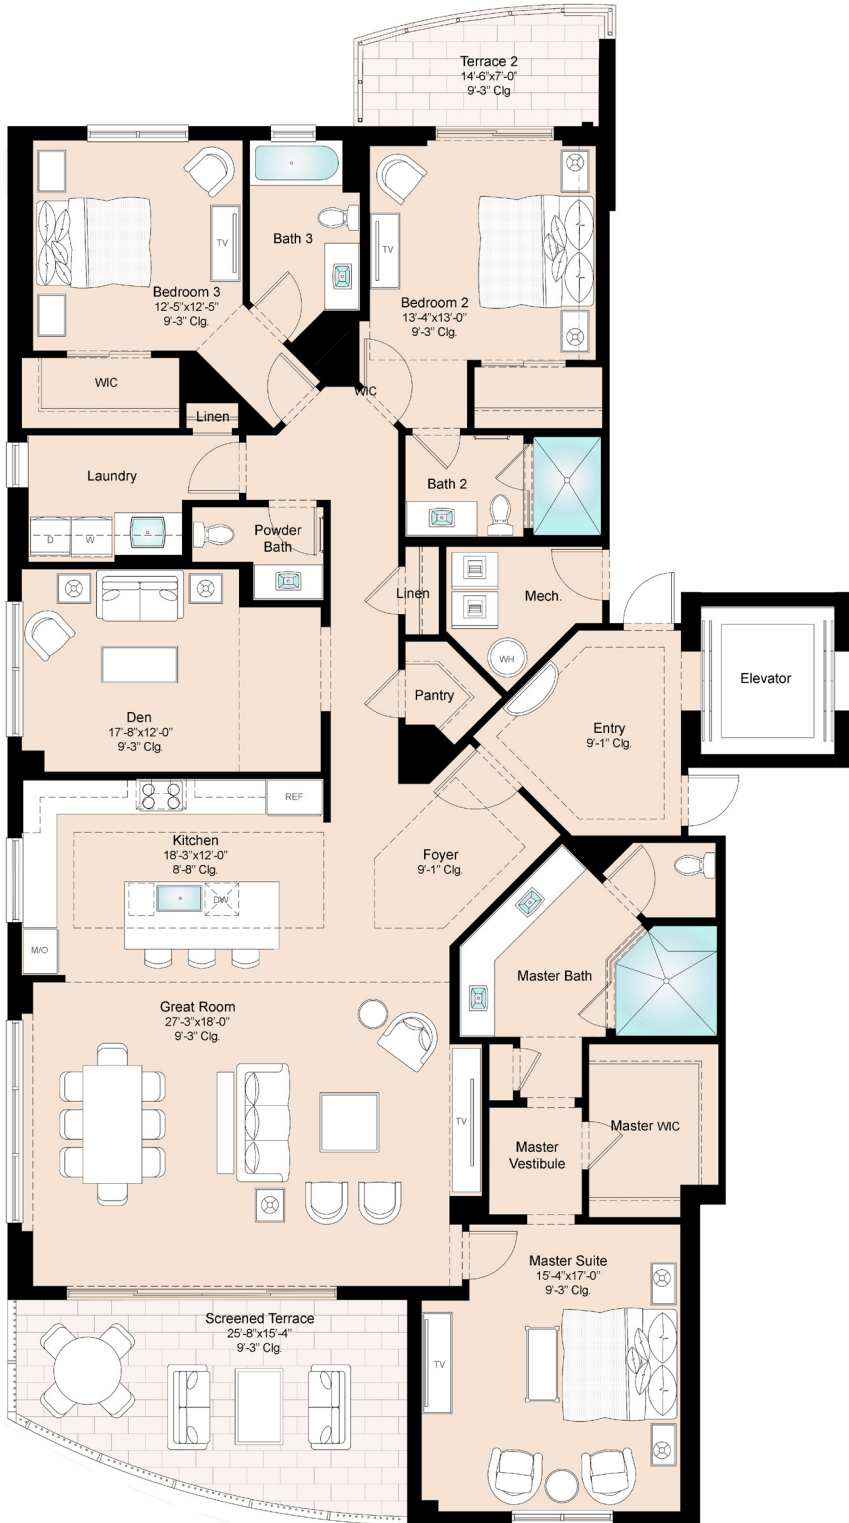 Terrace 2
14'-6"x7'-0"
9'-3" Clg
Bath 3
TV
TV
Bedroom 3
12'-5"x12'-5"
9'-3" Clg.
Bedroom 2
13'-4"x13'-0"
9'-3" Clg.
WIC
WIC
Linen
Laundry
Bath 2
D
W
Powder
Bath
Linen
Mech.
WH
Elevator
Pantry
Den
17'-8"x12'-0"
9'-3" Clg.
Entry
9'-1" Clg.
REF
Kitchen
18'-3"x12'-0"
8'-8" Clg.
DW
Foyer
9'-1" Clg.
M/O
Master Bath
Great Room
27'-3"x18'-0"
9'-3" Clg.
TV
Master WIC
Master
Vestibule
Master Suite
15'-4"x17'-0"
9'-3" Clg.
Screened Terrace
25'-8"x15'-4"
9'-3" Clg.
TV